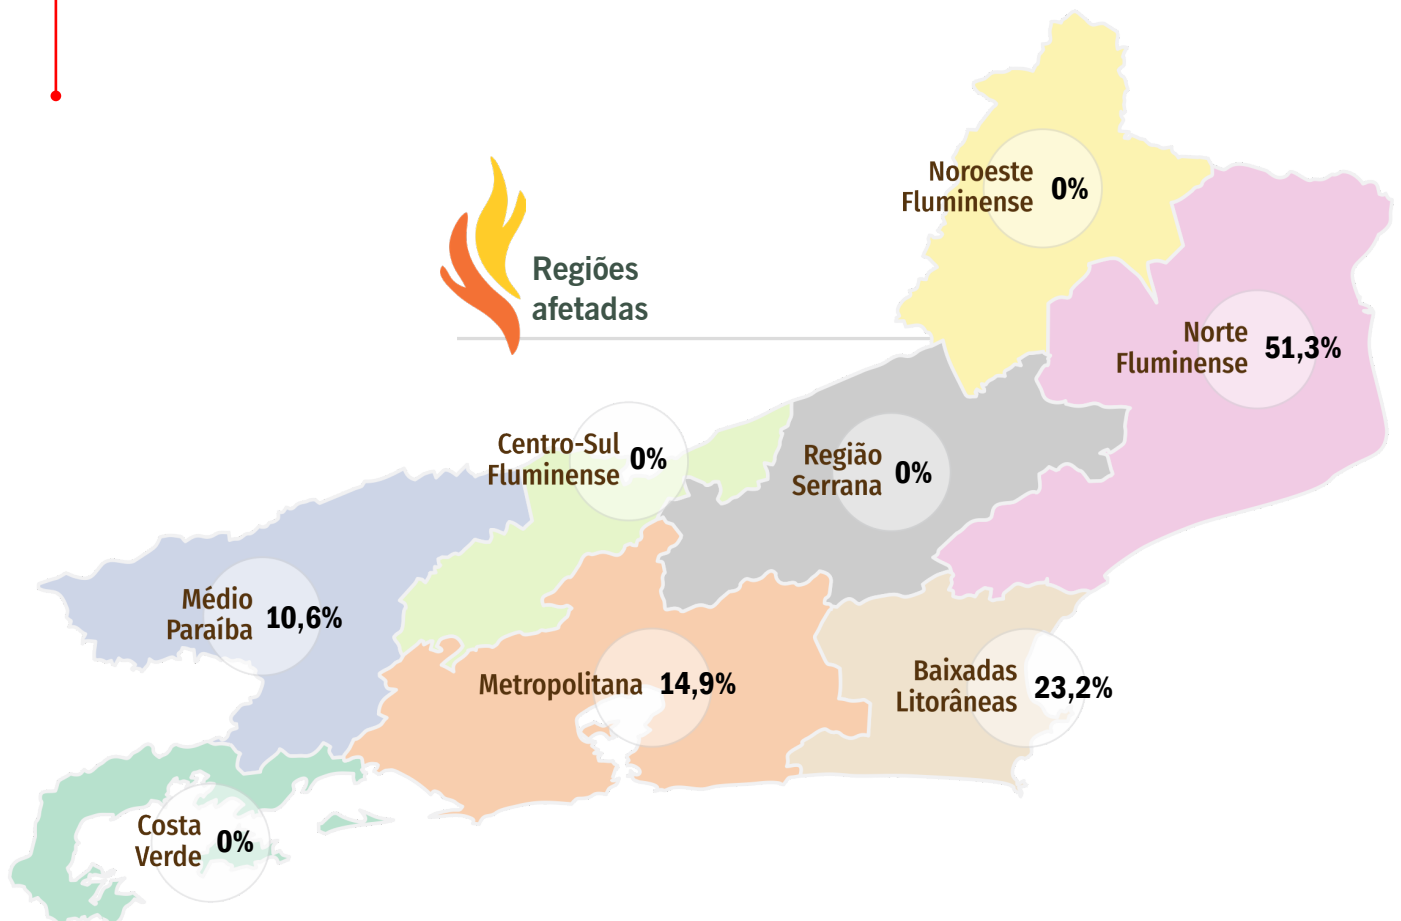 Noroeste
Fluminense
0%
Regiões
afetadas
Norte
Fluminense
51,3%
Centro-Sul
Fluminense
0%
Região
Serrana
0%
Médio
Paraíba
10,6%
Metropolitana
14,9%
Baixadas
Litorâneas
23,2%
Costa
Verde
0%